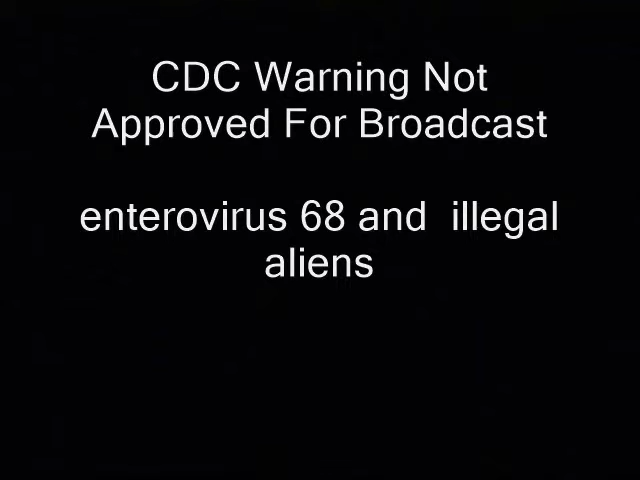 CDC Warning Not
Approved For Broadcast
enterovirus 68 and  illegal
aliens